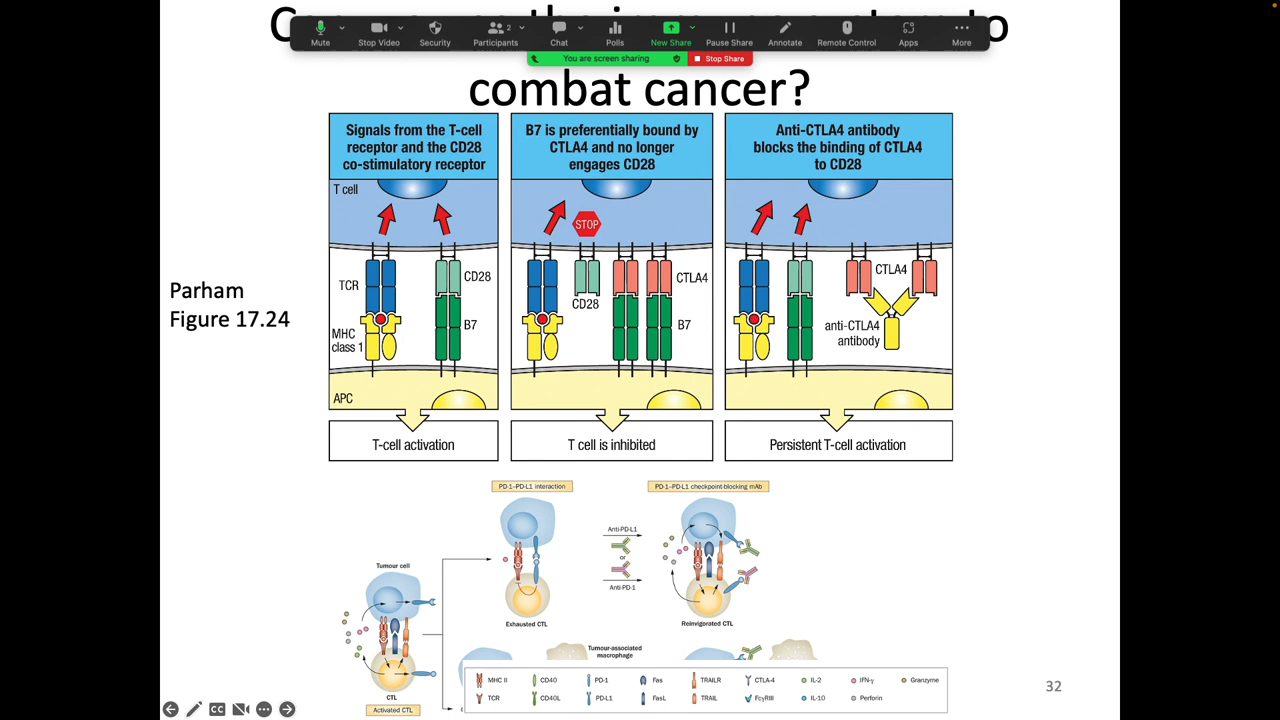 Mute
Stop Video
Security
Participants
2
Chat
Polls
New Share
Pause Share
Annotate
Remote Control
Apps
More
You are screen sharing
Stop Share
to
combat cancer?
Signals from the T-cell
receptor and the CD28
co-stimulatory receptor
B7 is preferentially bound by
CTLA4 and no longer
engages CD28
Anti-CTLA4 antibody
blocks the binding of CTLA4
to CD28
T cell
STOP
TCR
CD28
MHC
class 1
B7
APC
CD28
CTLA4
B7
CTLA4
anti-CTLA4
antibody
T-cell activation
T cell is inhibited
Persistent T-cell activation
Parham
Figure 17.24
PD-1–PD-L1 interaction
PD-1–PD-L1 checkpoint-blocking mAb
Anti-PD-L1
or
Anti-PD-1
Tumour cell
Exhausted CTL
Reinvigorated CTL
Tumour-associated
macrophage
CTL
Activated CTL
MHC II
CD40
PD-1
Fas
TRAILR
CTLA-4
IL-2
IFN-γ
Granzyme
TCR
CD40L
PD-L1
FasL
TRAIL
FcγRIII
IL-10
Perforin
32
CC